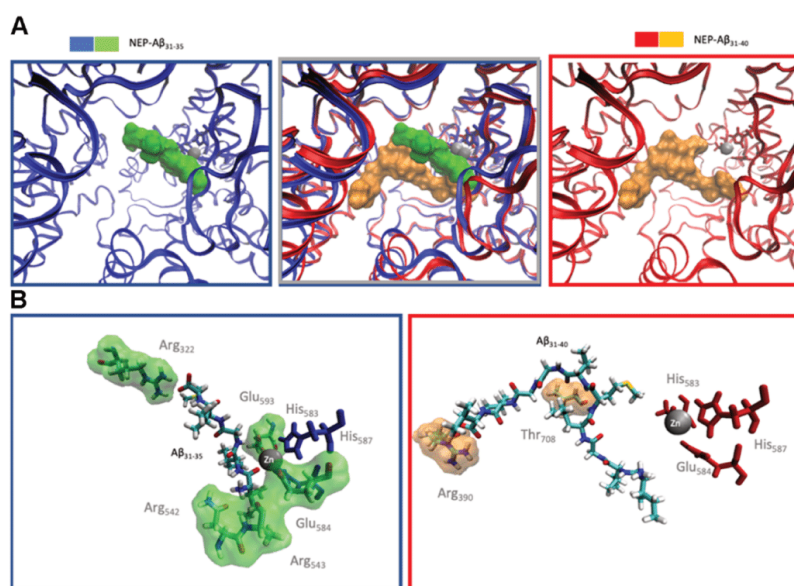 A
NEP-Aβ31-35
NEP-Aβ31-40
B
Arg322
Glu593
His583
His587
Aβ31-35
Zn
Arg542
Glu584
Arg543
Aβ31-40
His583
Zn
Thr708
His587
Glu584
Arg390